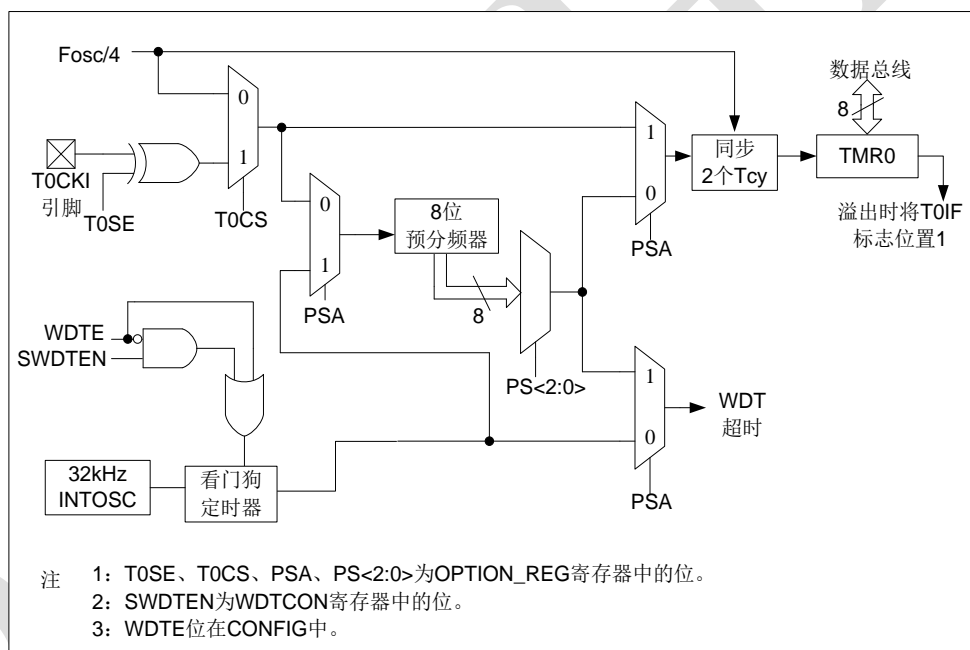 Fosc/4
数据总线
8
0
1
T0CKI
引脚
T0SE
T0CS
0
1
PSA
8位
预分频器
8
PS<2:0>
1
0
PSA
同步
2个Tcy
TMR0
溢出时将T0IF
标志位置1
WDTE
SWDTEN
32kHz
INTOSC
看门狗
定时器
1
0
PSA
WDT
超时
注 1：T0SE、T0CS、PSA、PS<2:0>为OPTION_REG寄存器中的位。
2：SWDTEN为WDTCON寄存器中的位。
3：WDTE位在CONFIG中。